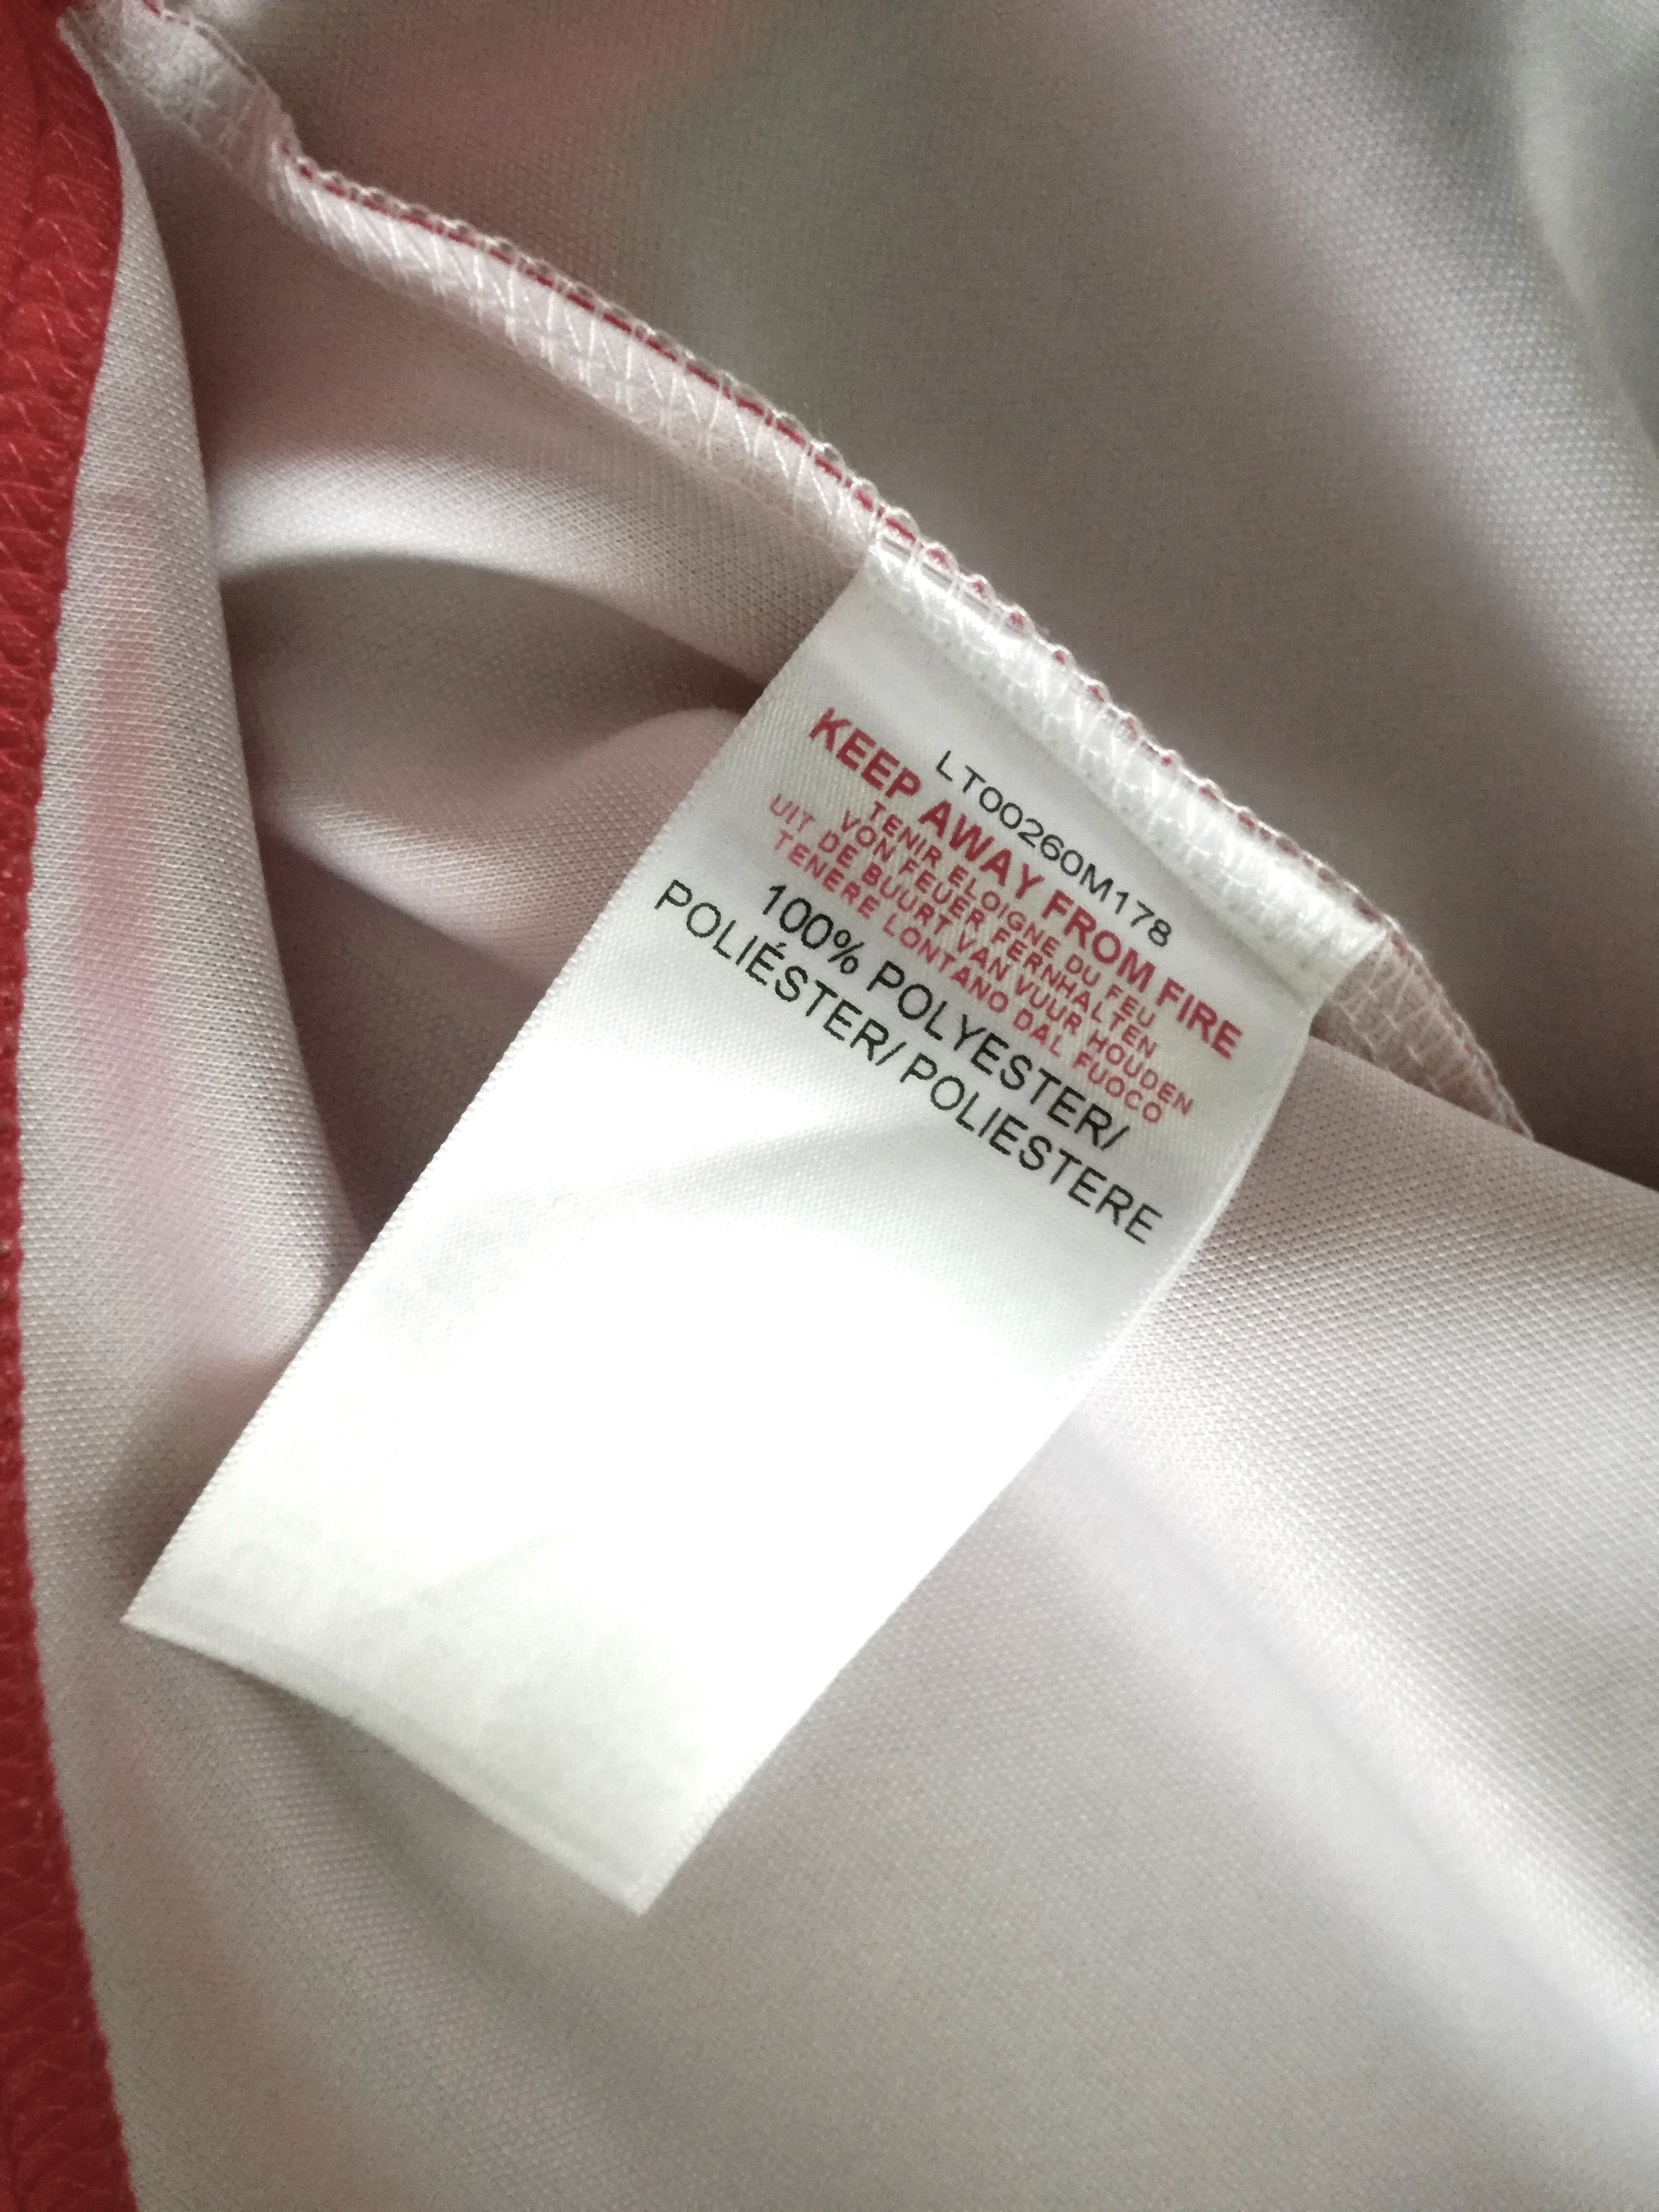 LT00260M178
KEEP AWAY FROM FIRE
TENIR ELOIGNE DU FEU
VON FEUER FERNHALTEN
UIT DE BUURT VAN VUUR HOUDEN
TENERE LONTANO DAL FUOCO
100% POLYESTER/
POLIÉSTER/ POLIESTERE